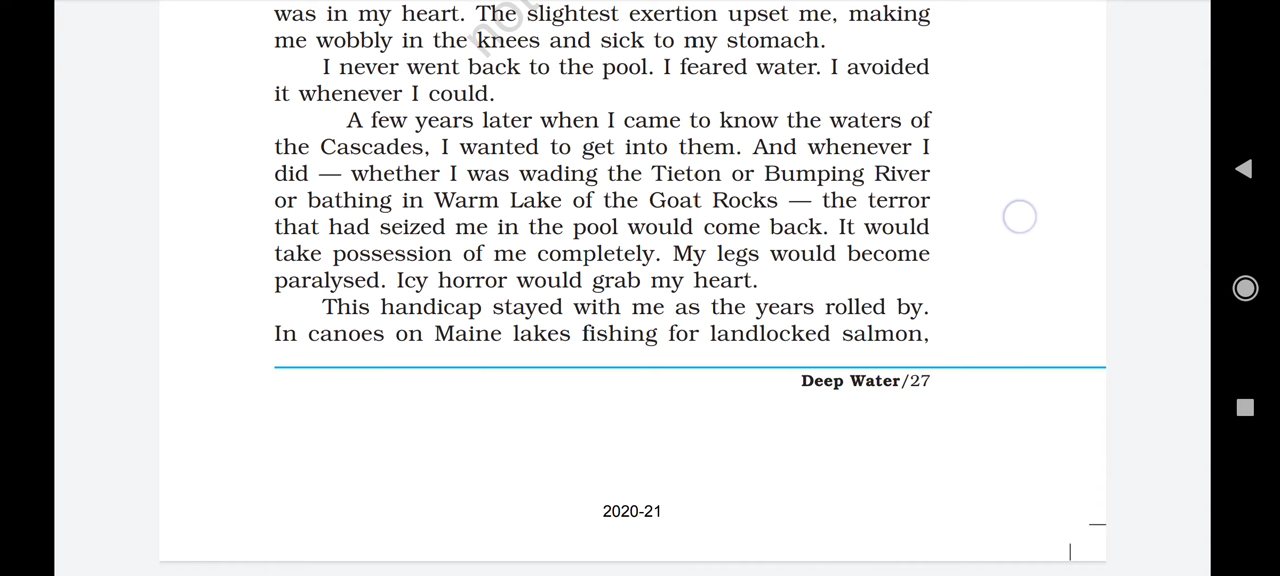 was in my heart. The slightest exertion upset me, making
me wobbly in the knees and sick to my stomach.
I never went back to the pool. I feared water. I avoided
it whenever I could.
A few years later when I came to know the waters of
the Cascades, I wanted to get into them. And whenever I
did — whether I was wading the Tieton or Bumping River
or bathing in Warm Lake of the Goat Rocks — the terror
that had seized me in the pool would come back. It would
take possession of me completely. My legs would become
paralysed. Icy horror would grab my heart.
This handicap stayed with me as the years rolled by.
In canoes on Maine lakes fishing for landlocked salmon,
Deep Water/27
2020-21